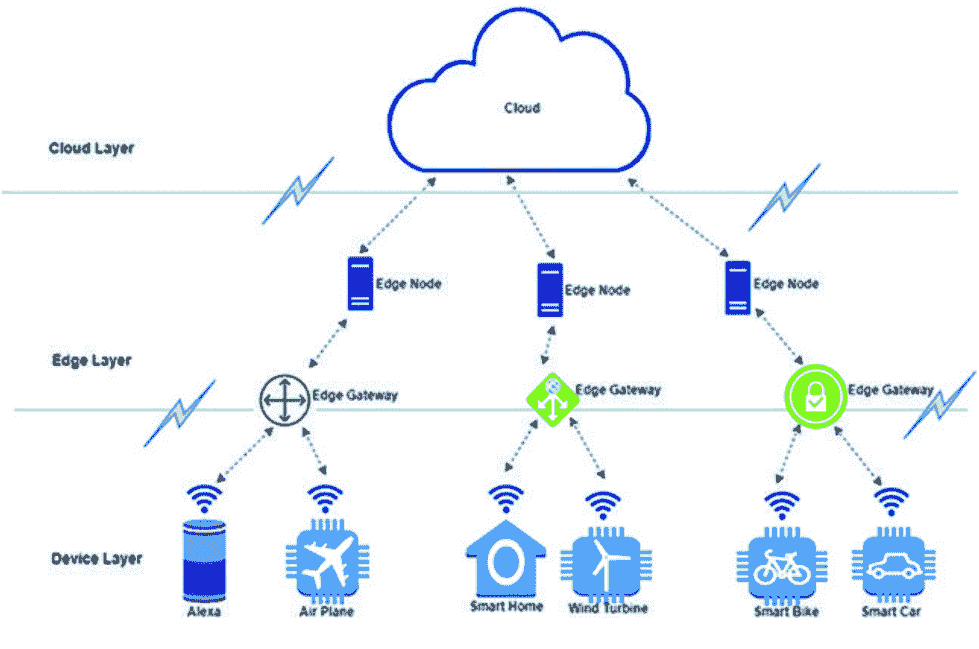 Cloud
Cloud Layer
Edge Node
Edge Node
Edge Node
Edge Layer
Edge Gateway
Edge Gateway
Edge Gateway
Device Layer
Alexa
Air Plane
Smart Home
Wind Turbine
Smart Bike
Smart Car